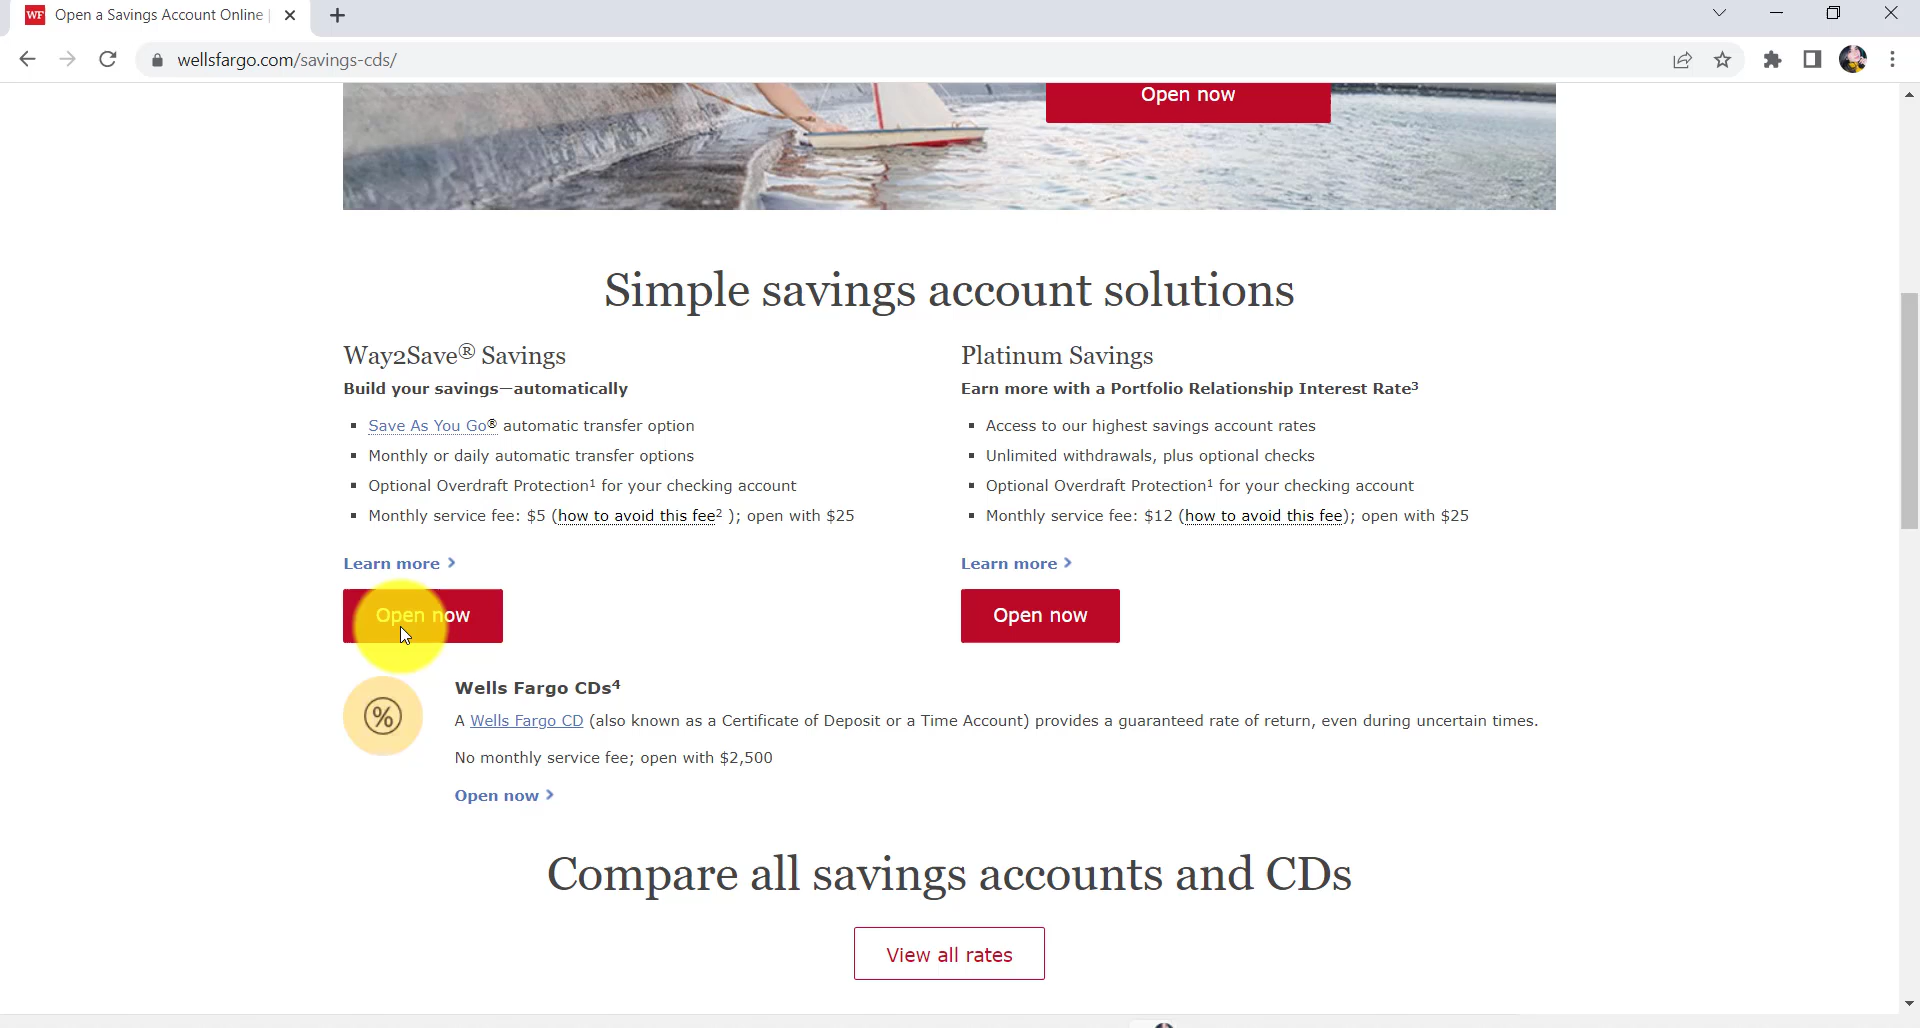 WF Open a Savings Account Online
wellsfargo.com/savings-cds/
Open now
Simple savings account solutions
Way2Save® Savings
Build your savings—automatically
Save As You Go® automatic transfer option
Monthly or daily automatic transfer options
Optional Overdraft Protection¹ for your checking account
Monthly service fee: $5 (how to avoid this fee² ); open with $25
Learn more
Open now
Platinum Savings
Earn more with a Portfolio Relationship Interest Rate³
Access to our highest savings account rates
Unlimited withdrawals, plus optional checks
Optional Overdraft Protection¹ for your checking account
Monthly service fee: $12 (how to avoid this fee); open with $25
Learn more
Open now
%
Wells Fargo CDs⁴
A Wells Fargo CD (also known as a Certificate of Deposit or a Time Account) provides a guaranteed rate of return, even during uncertain times.
No monthly service fee; open with $2,500
Open now
Compare all savings accounts and CDs
View all rates